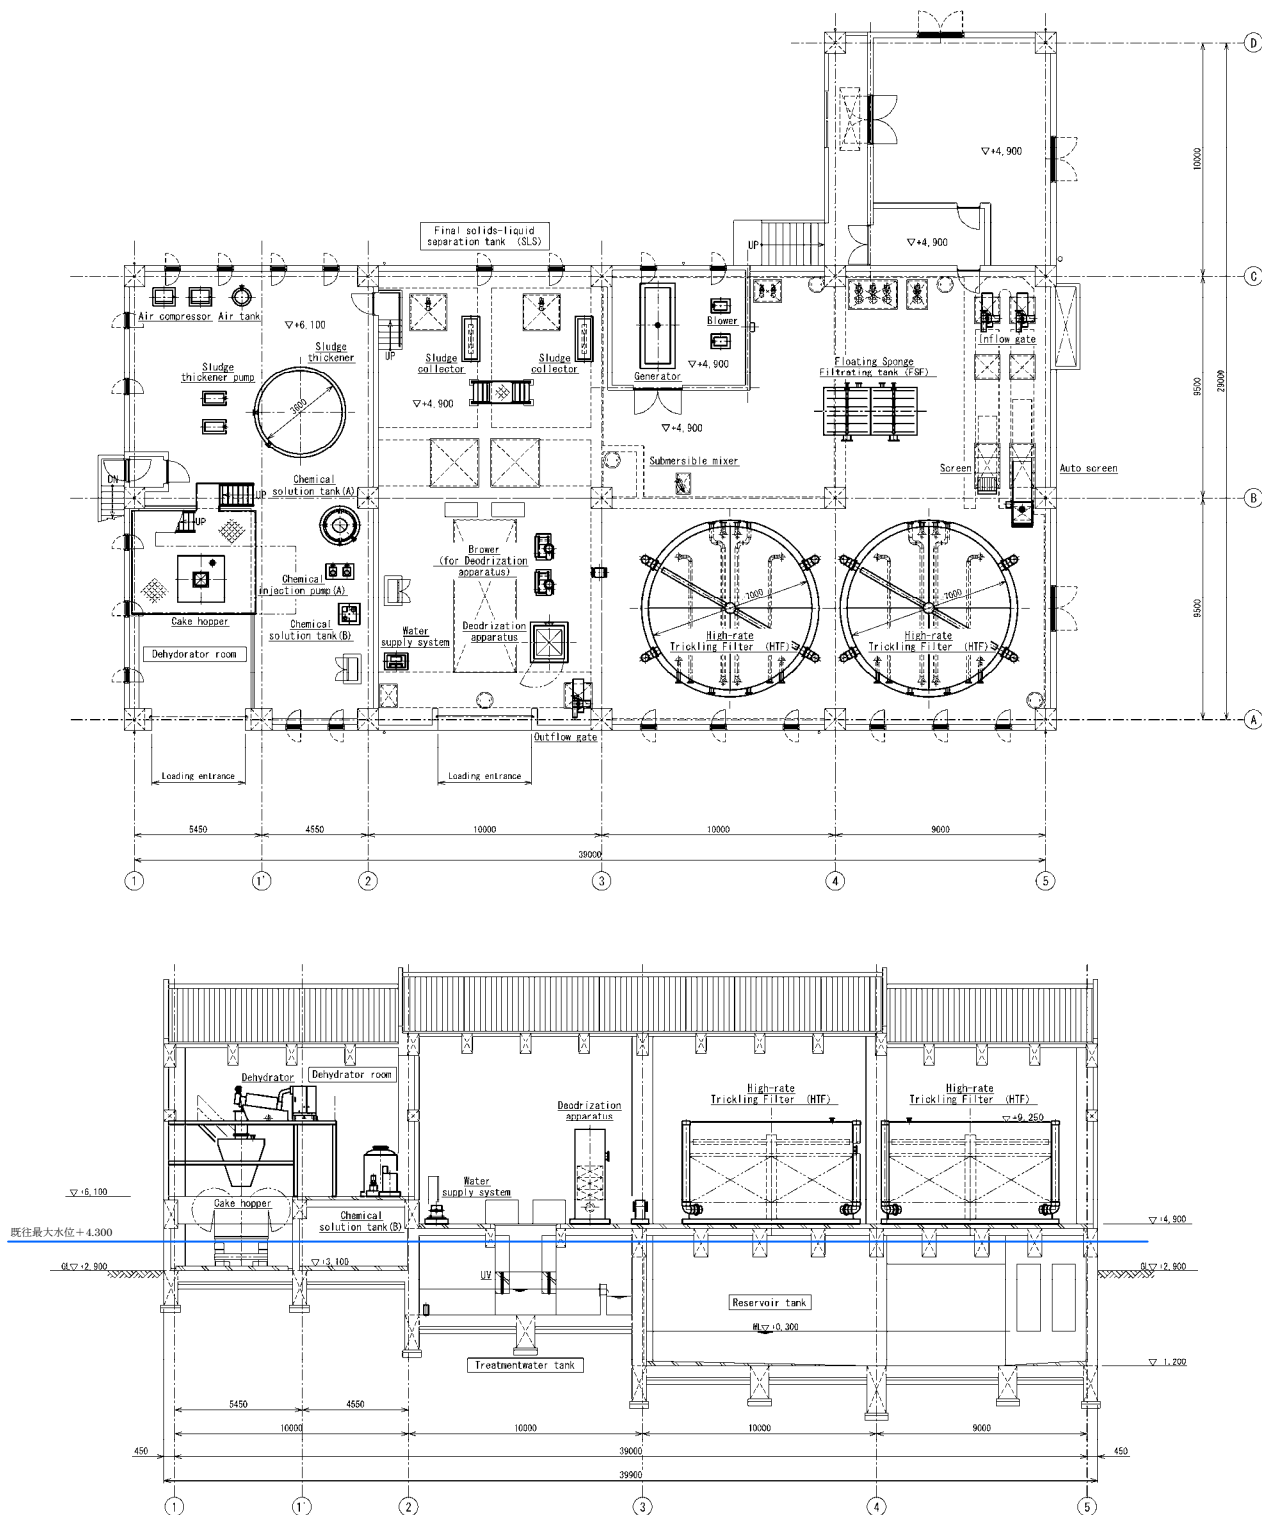 D
▽+4,900
10000
Final solids-liquid
separation tank (SLS)
UP
▽+4,900
C
Air compressor
Air tank
▽+6,100
Sludge
thickener
UP
Sludge
collector
Sludge
collector
Blower
▽+4,900
Generator
Floating Sponge
Filtrating tank (FSF)
Inflow gate
Sludge
thickener pump
3800
▽+4,900
▽+4,900
9500
29000
Submersible mixer
Screen
Auto screen
DN
Chemical
solution tank(A)
UP
B
UP
Brower
(for Deodrization
apparatus)
Chemical
injection pump(A)
7000
7000
9500
Cake hopper
Chemical
solution tank(B)
Water
supply system
Deodrization
apparatus
High-rate
Trickling Filter (HTF)
High-rate
Trickling Filter (HTF)
Dehydorator room
A
Outflow gate
Loading entrance
Loading entrance
5450
4550
10000
10000
9000
39000
1
1'
2
3
4
5
Dehydrator
Dehydrator room
Deodrization
apparatus
High-rate
Trickling Filter (HTF)
High-rate
Trickling Filter (HTF)
▽+9,250
Water
supply system
▽+6,100
Cake hopper
Chemical
solution tank(B)
▽+4,900
既往最大水位＋4.300
GL▽+2,900
▽+3,100
UV
GL▽+2,900
Reservoir tank
WL▽+0,300
Treatmentwater tank
▽-1,200
5450
4550
10000
10000
10000
9000
450
39000
450
39900
1
1'
2
3
4
5